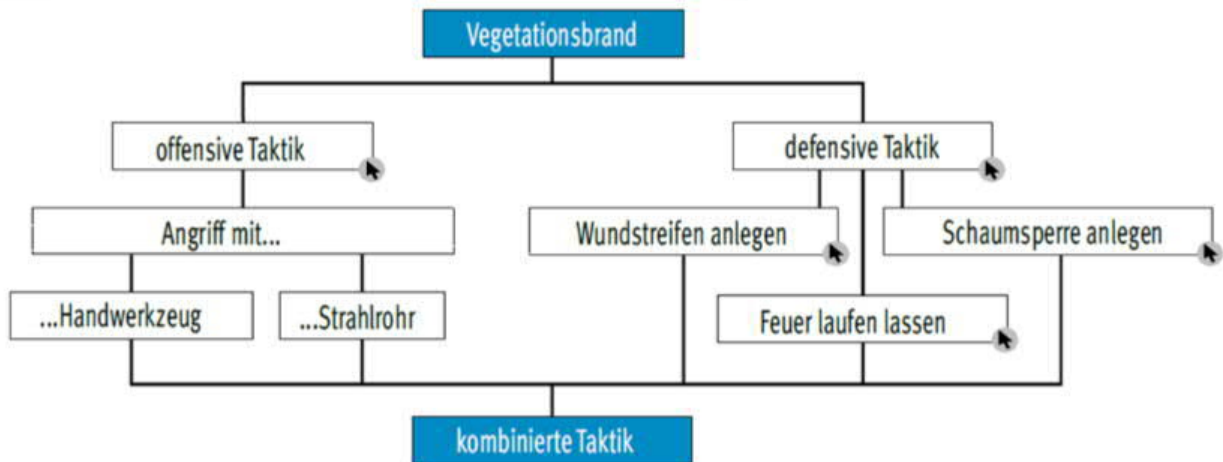 Vegetationsbrand
offensive Taktik
defensive Taktik
Angriff mit...
Wundstreifen anlegen
Schaumsperre anlegen
...Handwerkzeug
...Strahlrohr
Feuer laufen lassen
kombinierte Taktik